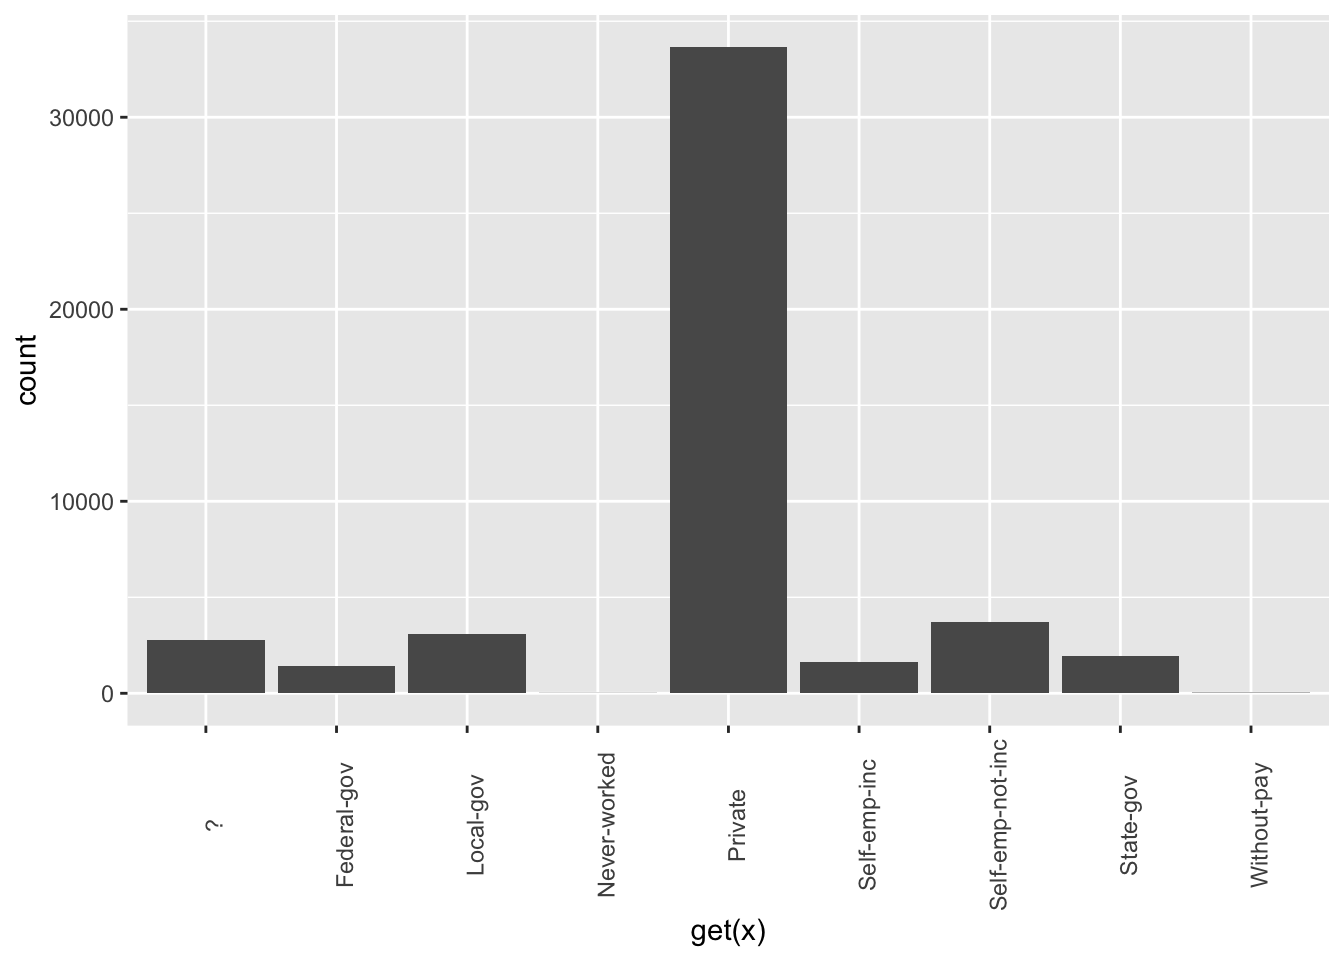 30000
20000
10000
0
count
?
Federal-gov
Local-gov
Never-worked
Private
Self-emp-inc
Self-emp-not-inc
State-gov
Without-pay
get(x)